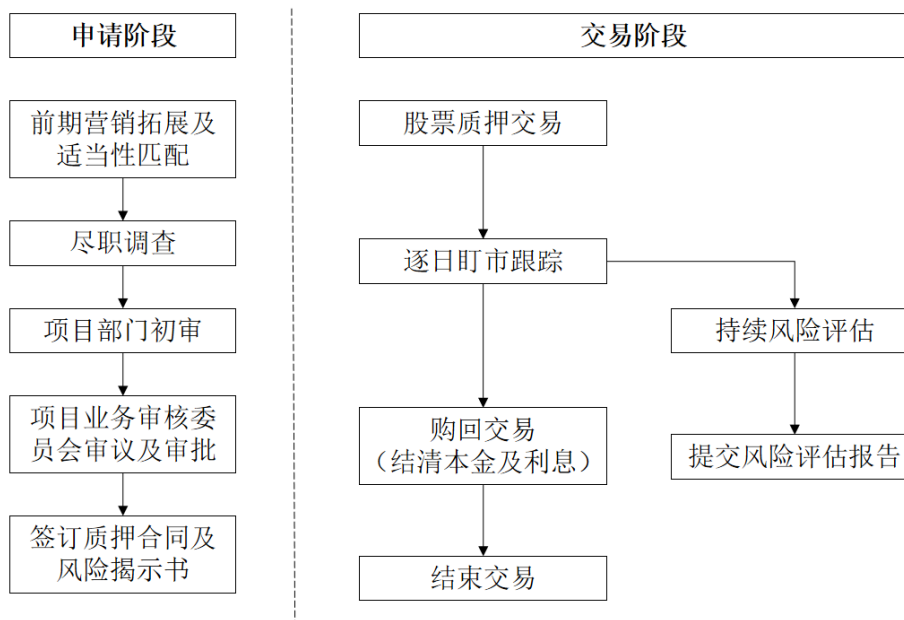 申请阶段
前期营销拓展及
适当性匹配
尽职调查
项目部门初审
项目业务审核委
员会审议及审批
签订质押合同及
风险揭示书
交易阶段
股票质押交易
逐日盯市跟踪
购回交易
（结清本金及利息）
结束交易
持续风险评估
提交风险评估报告